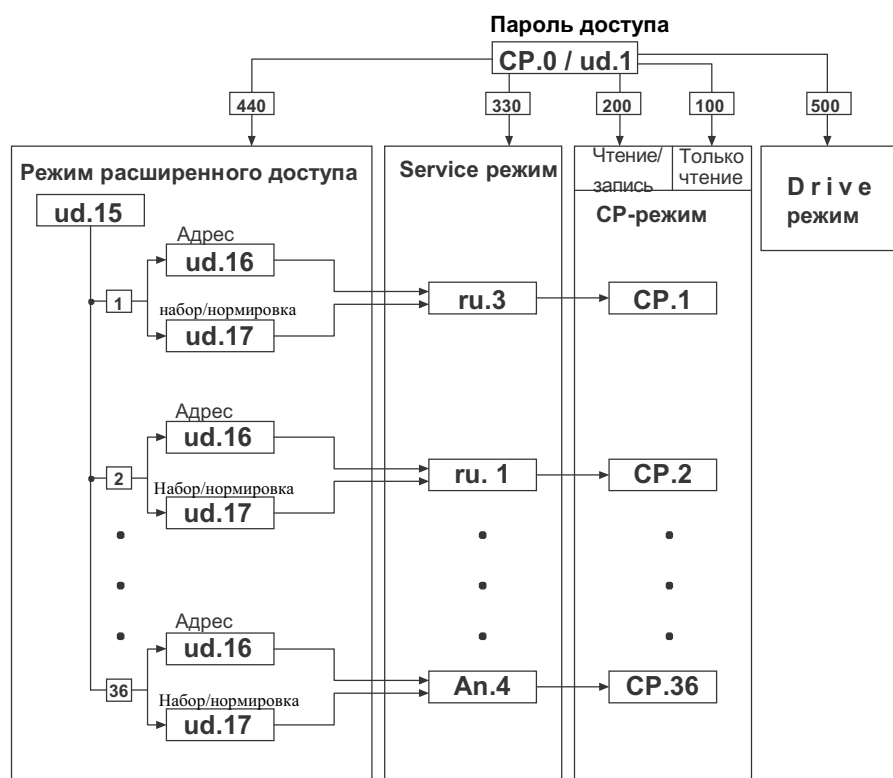 Пароль доступа
CP.0 / ud.1
440
330
200
100
500
Режим расширенного доступа
Service режим
Чтение/
запись
Только
чтение
CP-режим
Drive
режим
ud.15
Адрес
ud.16
1
набор/нормировка
ud.17
ru.3
CP.1
Адрес
ud.16
2
Набор/нормировка
ud.17
ru. 1
CP.2
Адрес
ud.16
36
Набор/нормировка
ud.17
An.4
CP.36